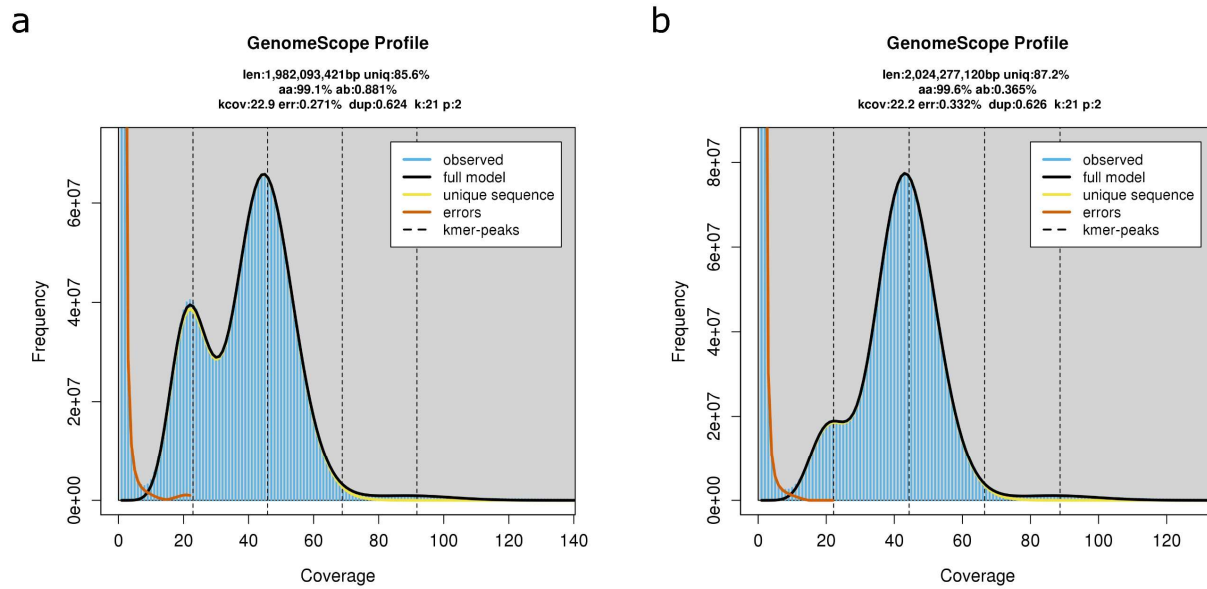 a
GenomeScope Profile
len:1,982,093,421bp uniq:85.6%
aa:99.1% ab:0.881%
kcov:22.9 err:0.271% dup:0.624 k:21 p:2
observed
full model
unique sequence
errors
kmer-peaks
Frequency
0e+00
2e+07
4e+07
6e+07
0 20 40 60 80 100 120 140
Coverage
b
GenomeScope Profile
len:2,024,277,120bp uniq:87.2%
aa:99.6% ab:0.365%
kcov:22.2 err:0.332% dup:0.626 k:21 p:2
observed
full model
unique sequence
errors
kmer-peaks
Frequency
0e+00
2e+07
4e+07
6e+07
8e+07
0 20 40 60 80 100 120
Coverage